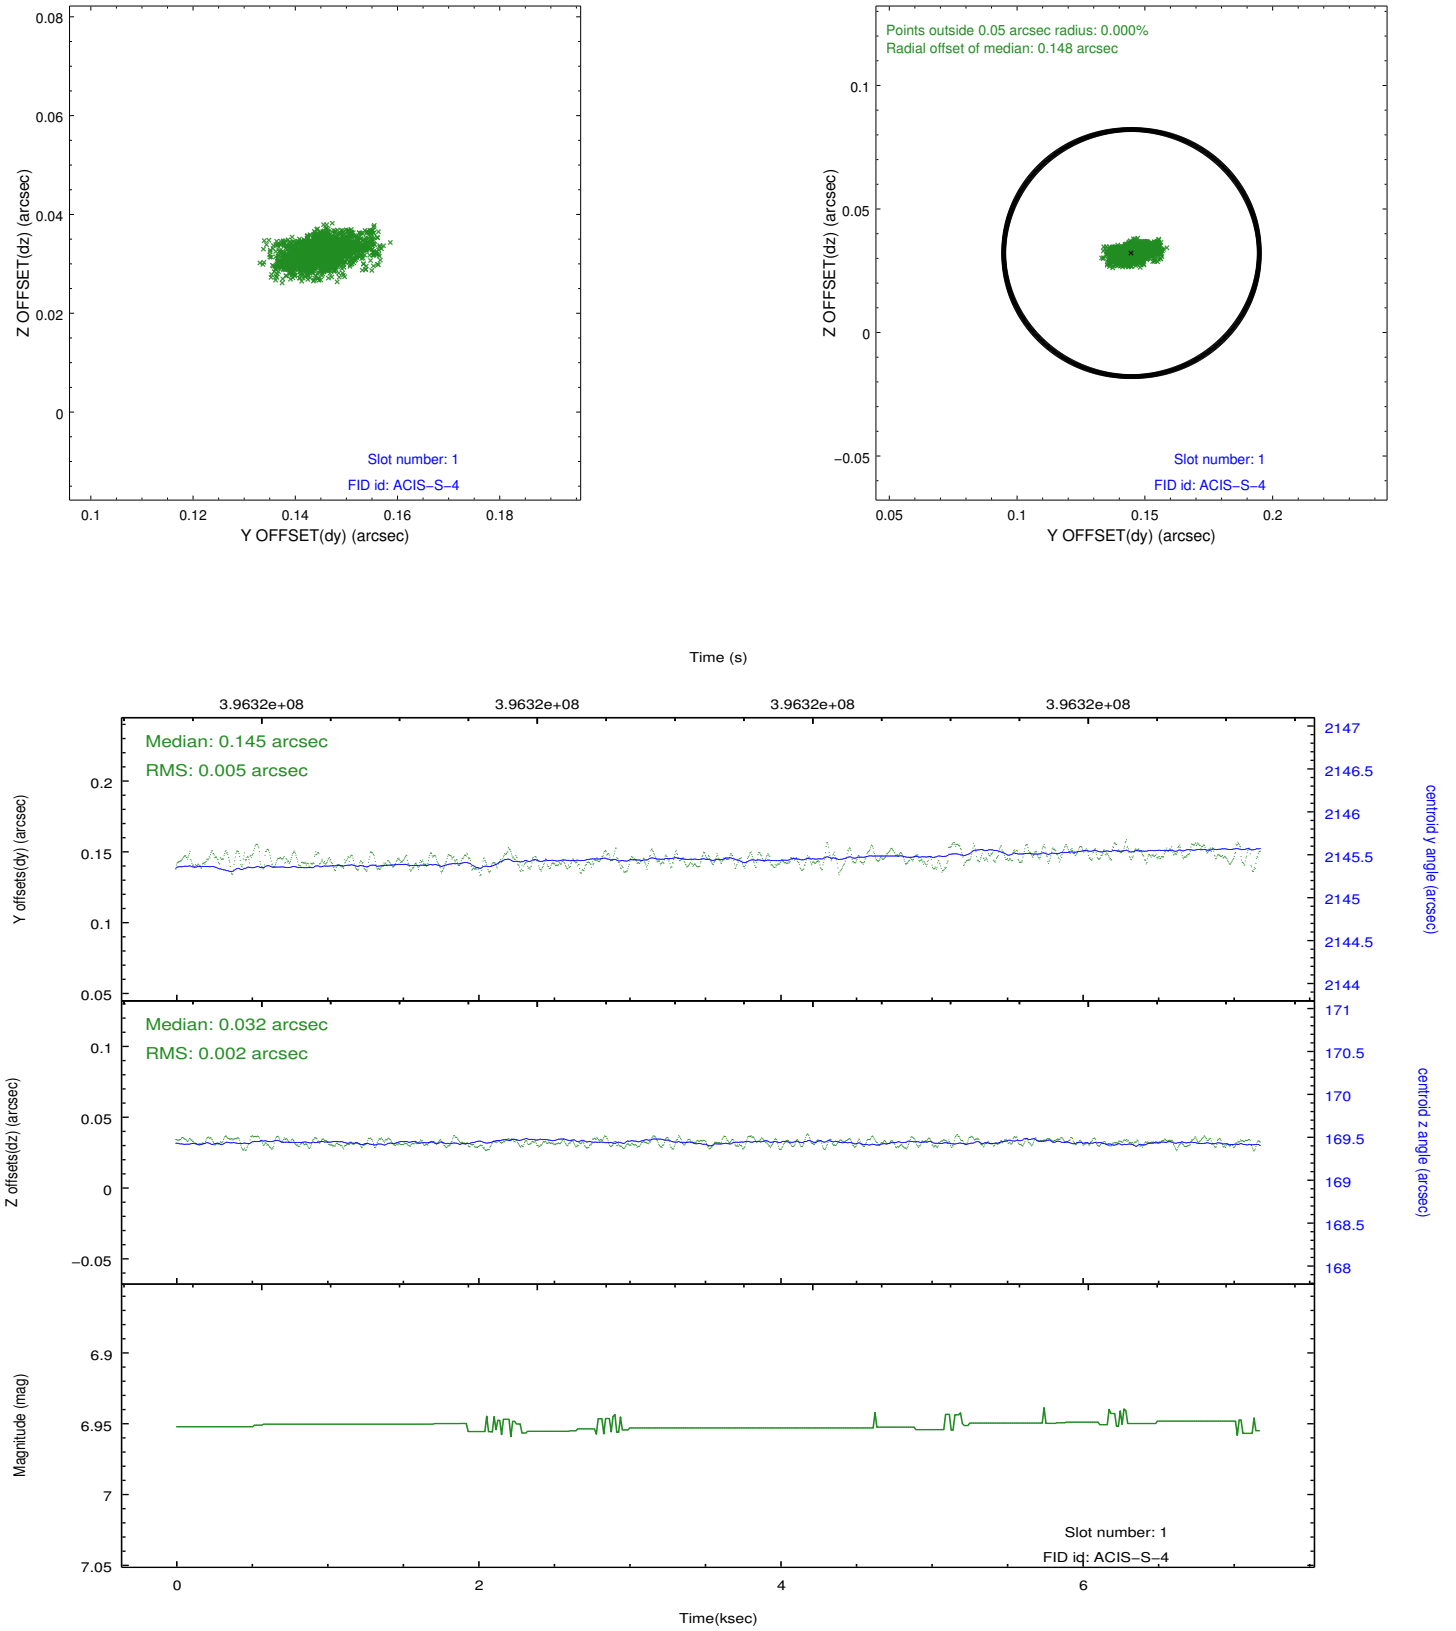 0.08
0.06
0.04
0.02
0
Z OFFSET(dz) (arcsec)
Slot number: 1
FID id: ACIS−S−4
0.1 0.12 0.14 0.16 0.18
Y OFFSET(dy) (arcsec)
Points outside 0.05 arcsec radius: 0.000%
Radial offset of median: 0.148 arcsec
0.1
0.05
0
−0.05
Z OFFSET(dz) (arcsec)
Slot number: 1
FID id: ACIS−S−4
0.05 0.1 0.15 0.2
Y OFFSET(dy) (arcsec)
Time (s)
3.9632e+08 3.9632e+08 3.9632e+08 3.9632e+08
Median: 0.145 arcsec
RMS: 0.005 arcsec
0.2
0.15
0.1
0.05
Y offsets(dy) (arcsec)
2147
2146.5
2146
2145.5
2145
2144.5
2144
centroid y angle (arcsec)
Median: 0.032 arcsec
RMS: 0.002 arcsec
0.1
0.05
0
−0.05
Z offsets(dz) (arcsec)
171
170.5
170
169.5
169
168.5
168
centroid z angle (arcsec)
6.9
6.95
7
7.05
Magnitude (mag)
Slot number: 1
FID id: ACIS−S−4
0 2 4 6
Time(ksec)